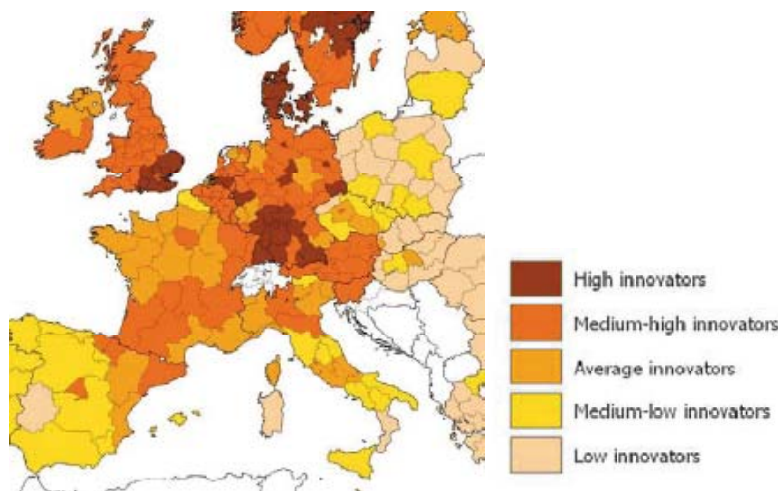 High innovators
Medium-high innovators
Average innovators
Medium-low innovators
Low innovators